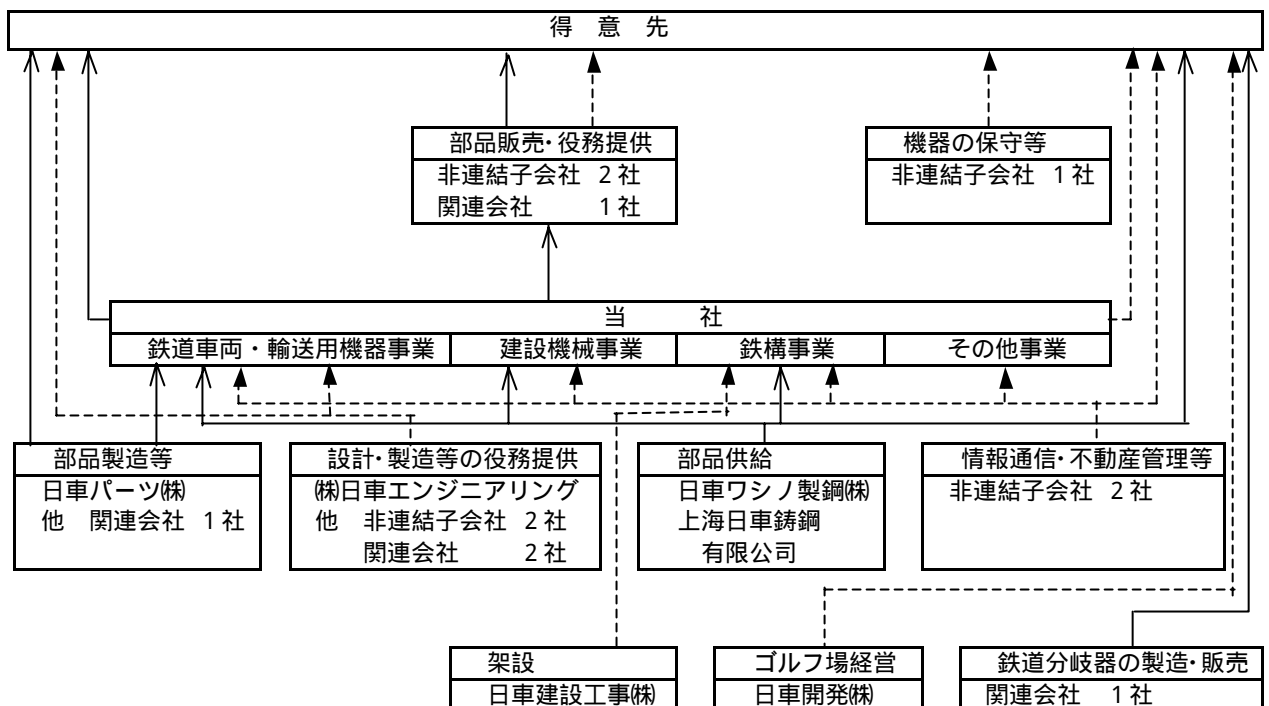 得 意 先
部品販売・役務提供
非連結子会社 2社
関連会社 1社
機器の保守等
非連結子会社 1社
当 社
鉄道車両・輸送用機器事業
建設機械事業
鉄構事業
その他事業
部品製造等
日車パーツ㈱
他 関連会社 1社
設計・製造等の役務提供
㈱日車エンジニアリング
他 非連結子会社 2社
関連会社 2社
部品供給
日車ワシノ製鋼㈱
上海日車鋳鋼
有限公司
情報通信・不動産管理等
非連結子会社 2社
架設
日車建設工事㈱
ゴルフ場経営
日車開発㈱
鉄道分岐器の製造・販売
関連会社 1社